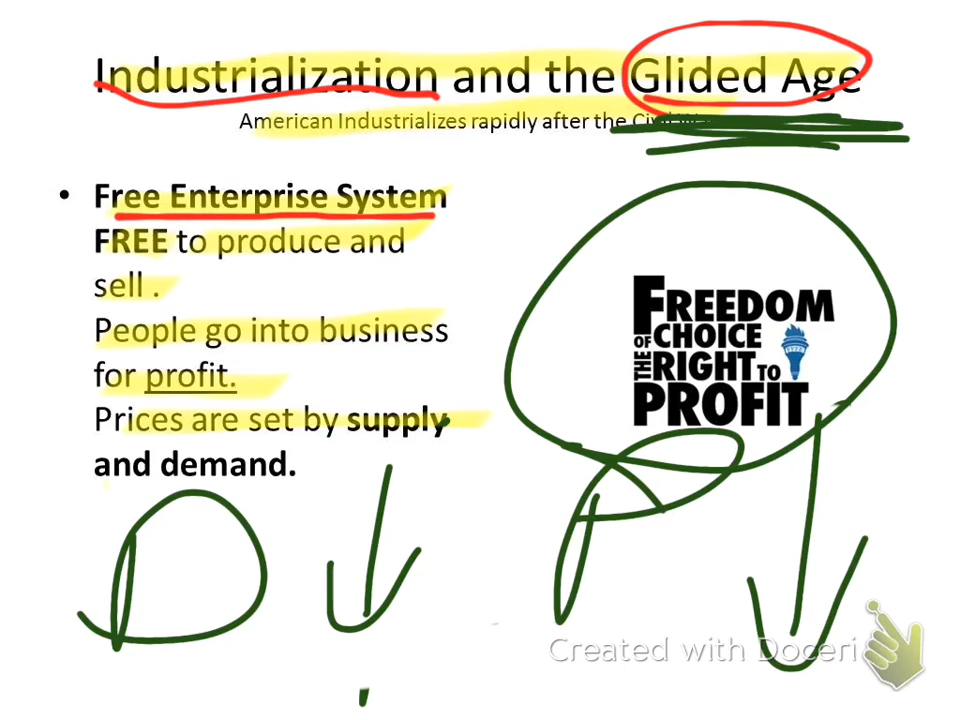 Industrialization and the Glided Age
American Industrializes rapidly after the Civil
• Free Enterprise System
FREE to produce and
sell .
People go into business
for profit.
Prices are set by supply
and demand.
FREEDOM
OF CHOICE
THE RIGHT TO
PROFIT
D P
Created with Doceri